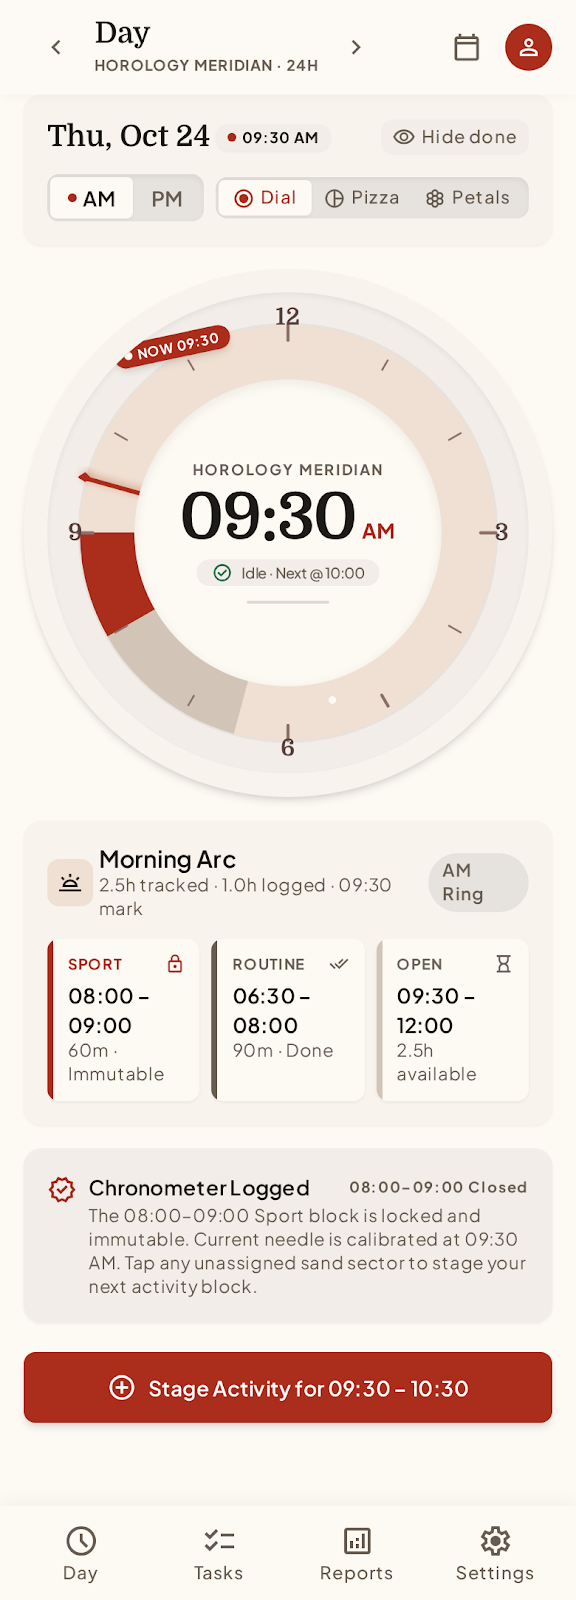 Day
HOROLOGY MERIDIAN · 24H
Thu, Oct 24
09:30 AM
Hide done
AM
PM
Dial
Pizza
Petals
12
NOW 09:30
9
3
6
HOROLOGY MERIDIAN
09:30 AM
Idle · Next @ 10:00
Morning Arc
2.5h tracked · 1.0h logged · 09:30
mark
AM
Ring
SPORT
08:00 –
09:00
60m ·
Immutable
ROUTINE
06:30 –
08:00
90m · Done
OPEN
09:30 –
12:00
2.5h
available
Chronometer Logged
08:00–09:00 Closed
The 08:00–09:00 Sport block is locked and
immutable. Current needle is calibrated at 09:30
AM. Tap any unassigned sand sector to stage your
next activity block.
Stage Activity for 09:30 – 10:30
Day
Tasks
Reports
Settings